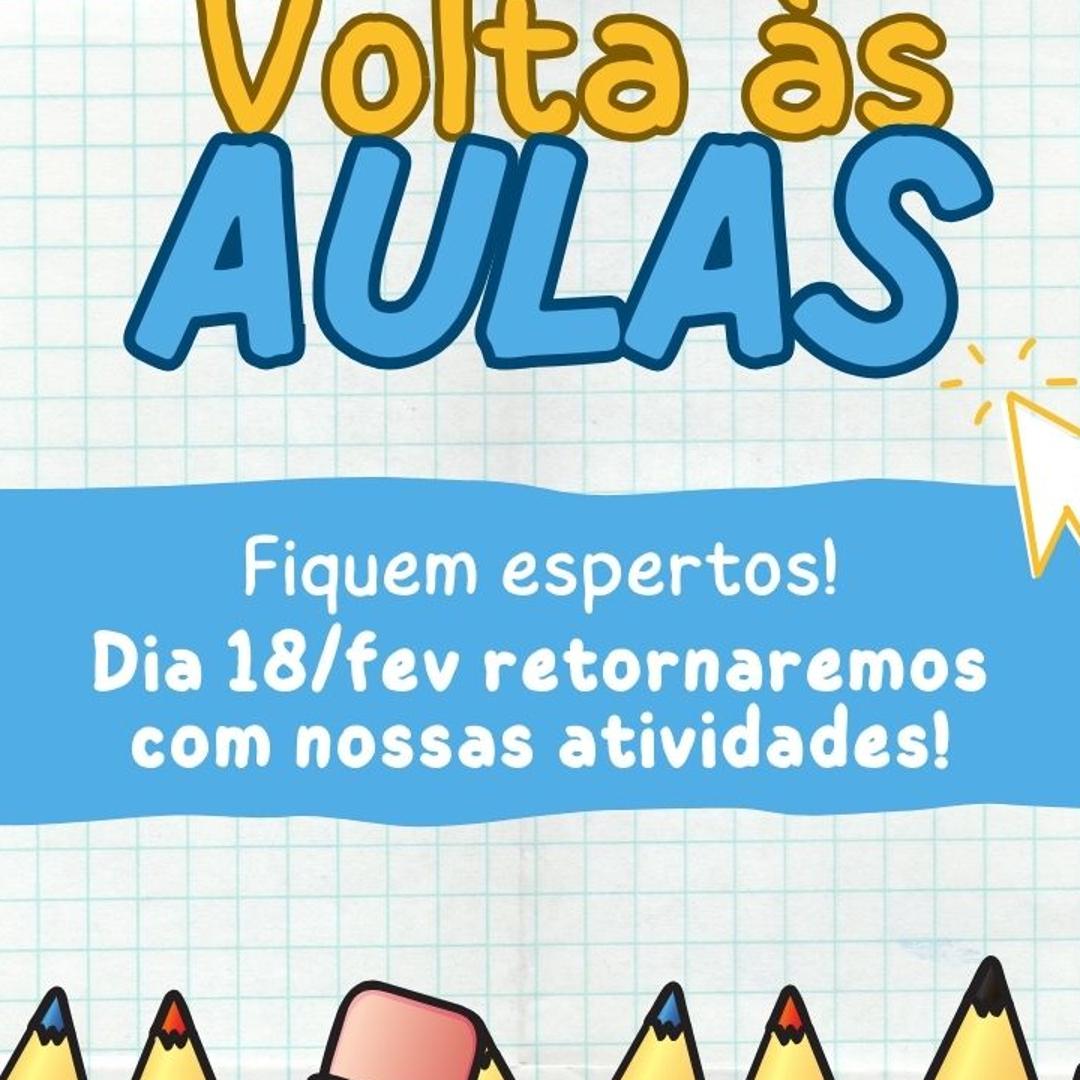 Volta às
AULAS
Fiquem espertos!
Dia 18/fev retornaremos
com nossas atividades!